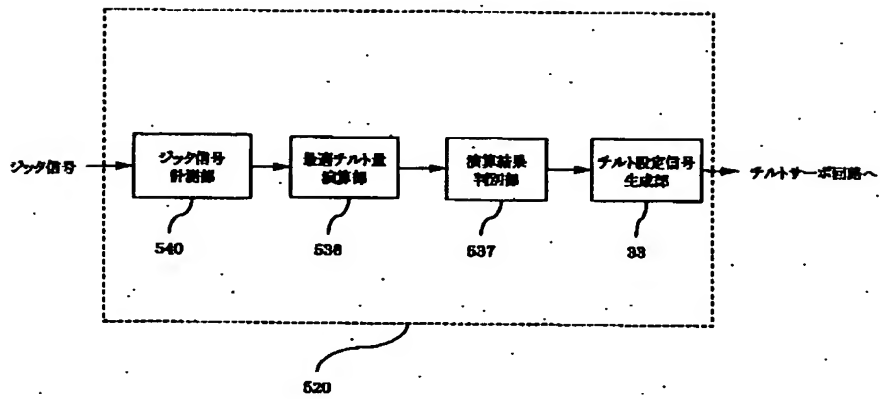 ジッタ信号
ジッタ信号
計測部
最適チルト量
演算部
演算結果
判別部
チルト設定信号
生成部
チルトサーボ回路へ
540
536
537
33
520